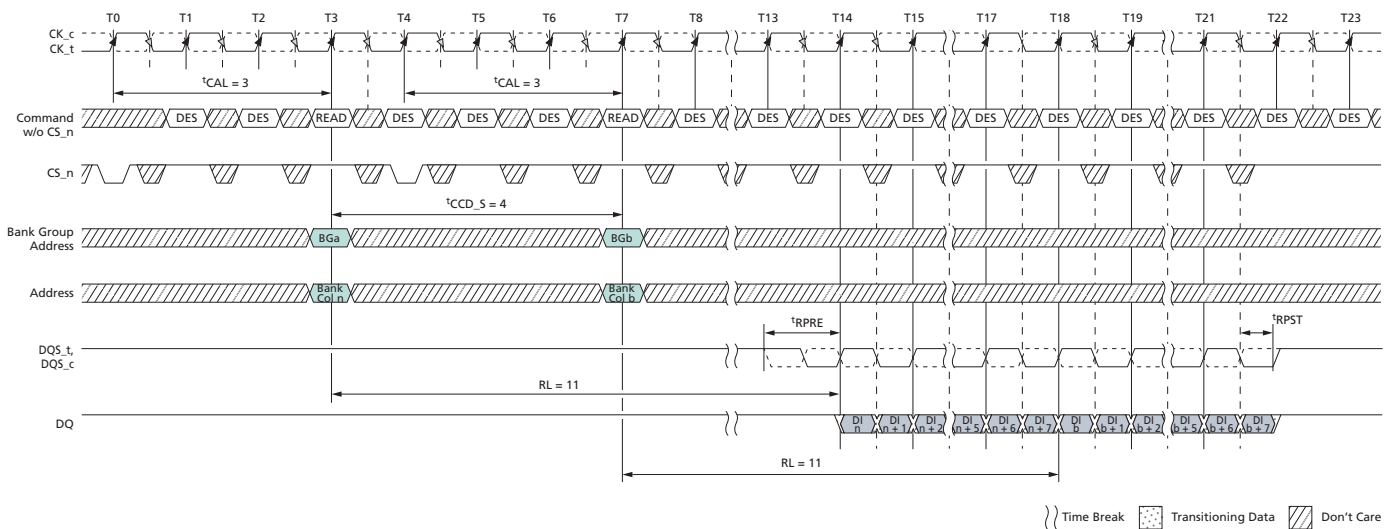 T0 T1 T2 T3 T4 T5 T6 T7 T8 T13 T14 T15 T17 T18 T19 T21 T22 T23
CK_c
CK_t
tCAL = 3 tCAL = 3
Command
w/o CS_n
DES DES READ DES DES DES READ DES DES DES DES DES DES DES DES DES DES
CS_n
tCCD_S = 4
Bank Group
Address
BGa BGb
Address
Bank
Col n
Bank
Col b
tRPRE tRPST
DQS_t,
DQS_c
RL = 11
DQ
DI
n
DI
n + 1
DI
n + 2
DI
n + 5
DI
n + 6
DI
n + 7
DI
b
DI
b + 1
DI
b + 2
DI
b + 5
DI
b + 6
DI
b + 7
RL = 11
Time Break Transitioning Data Don't Care